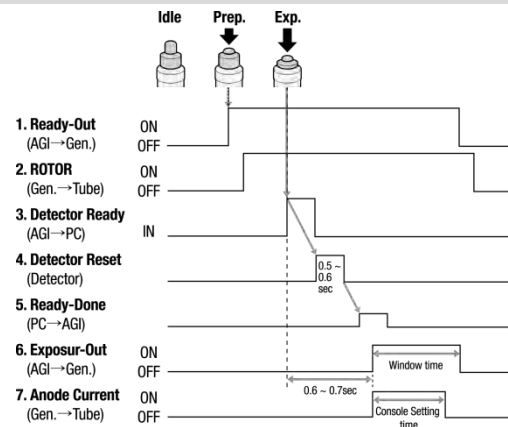 Idle Prep. Exp.
1. Ready-Out ON
(AGI→Gen.) OFF
2. ROTOR ON
(Gen.→Tube) OFF
3. Detector Ready
(AGI→PC) IN
4. Detector Reset
(Detector)
0.5 ~
0.6
sec
5. Ready-Done
(PC→AGI)
6. Exposur-Out ON
(AGI→Gen.) OFF
Window time
0.6 ~ 0.7sec
7. Anode Current ON
(Gen.→Tube) OFF
Console Setting
time